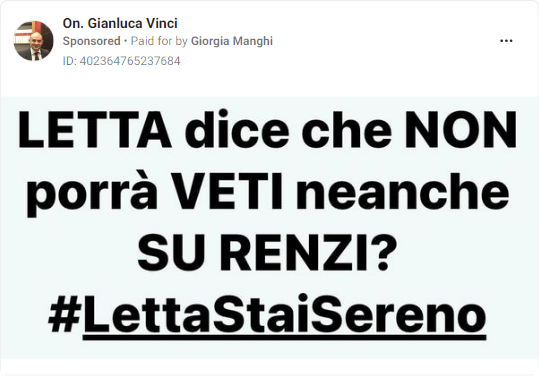 On. Gianluca Vinci
Sponsored • Paid for by Giorgia Manghi
ID: 402364765237684
LETTA dice che NON
porrà VETI neanche
SU RENZI?
#LettaStaiSereno